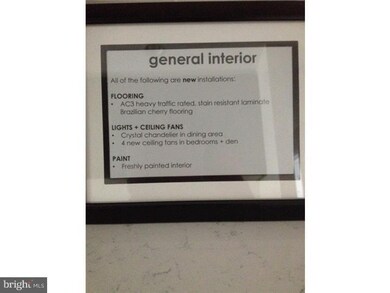 general interior
All of the following are new installations:
FLOORING
• AC3 heavy traffic rated, stain resistant laminate
Brazilian cherry flooring
LIGHTS + CEILING FANS
• Crystal chandelier in dining area
• 4 new ceiling fans in bedrooms + den
PAINT
• Freshly painted interior
bright MLS